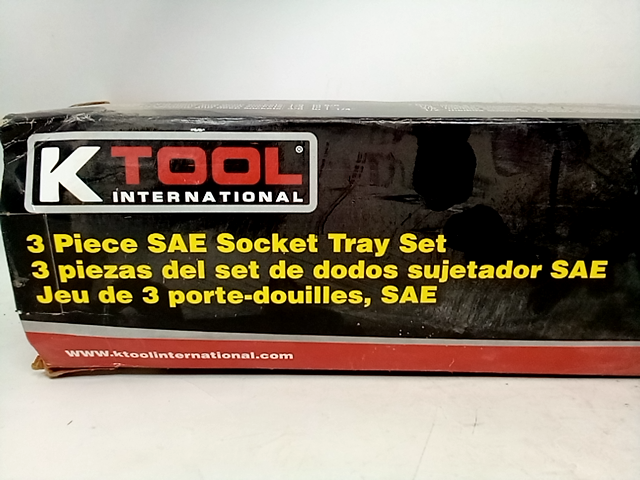 K TOOL®
INTERNATIONAL
3 Piece SAE Socket Tray Set
3 piezas del set de dodos sujetador SAE
Jeu de 3 porte-douilles, SAE
www.ktoolinternational.com